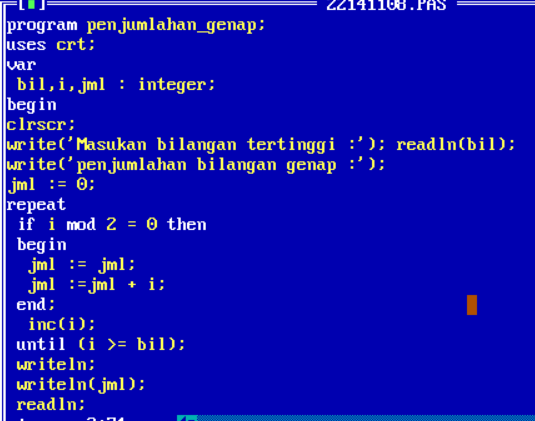 22141108.PAS
program penjumlahan_genap;
uses crt;
var
bil,i,jml : integer;
begin
clrscr;
write('Masukan bilangan tertinggi :'); readln(bil);
write('penjumlahan bilangan genap :');
jml := 0;
repeat
if i mod 2 = 0 then
begin
jml := jml;
jml :=jml + i;
end;
inc(i);
until (i >= bil);
writeln;
writeln(jml);
readln;